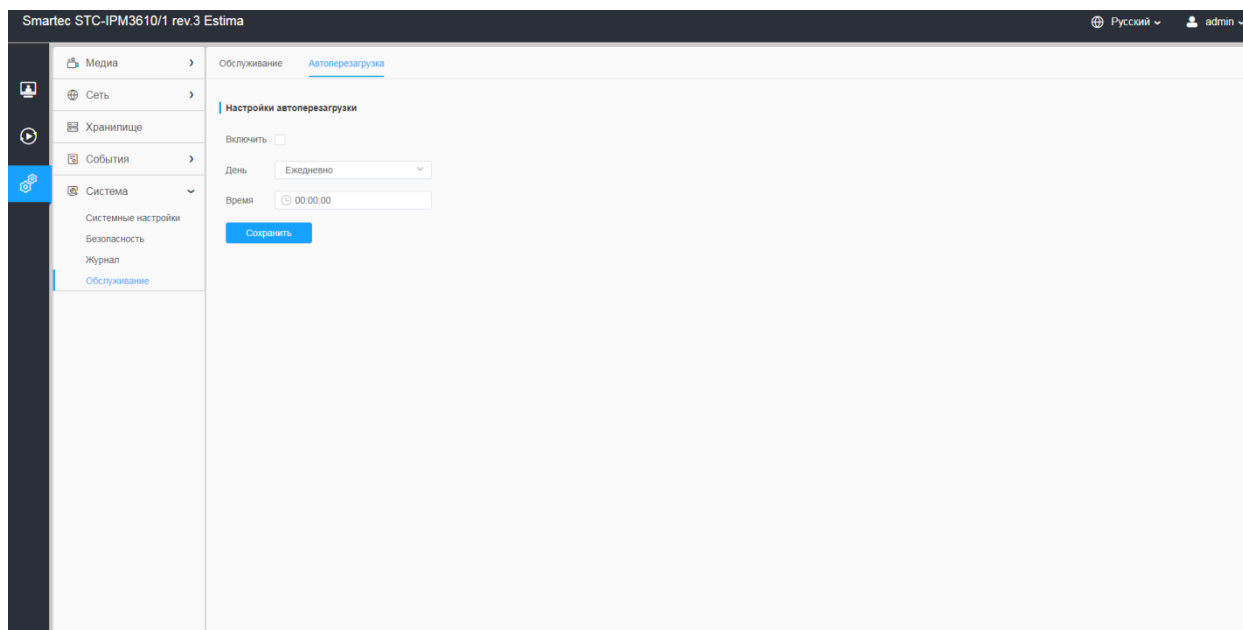 Smartec STC-IPM3610/1 rev.3 Estima
Русский
admin
Медиа
Сеть
Хранилище
События
Система
Системные настройки
Безопасность
Журнал
Обслуживание
Обслуживание Автоперезагрузка
Настройки автоперезагрузки
Включить
День Ежедневно
Время 00:00:00
Сохранить